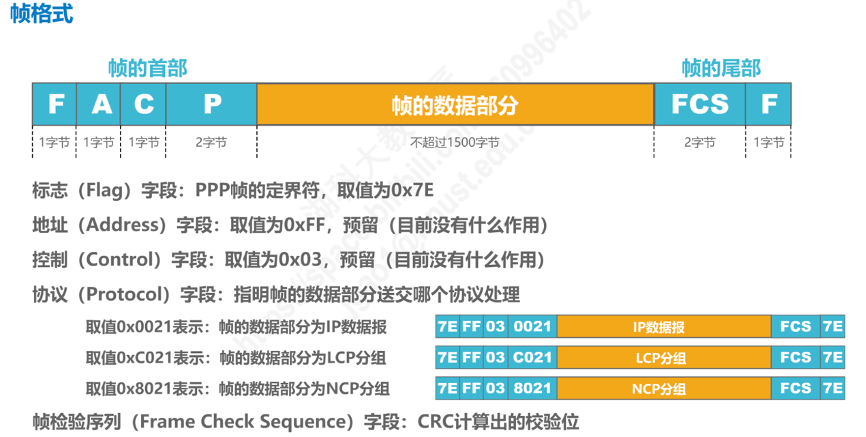 帧格式
帧的首部 帧的尾部
F A C P 帧的数据部分 FCS F
1字节 1字节 1字节 2字节 不超过1500字节 2字节 1字节
标志（Flag）字段：PPP帧的定界符，取值为0x7E
地址（Address）字段：取值为0xFF，预留（目前没有什么作用）
控制（Control）字段：取值为0x03，预留（目前没有什么作用）
协议（Protocol）字段：指明帧的数据部分送交哪个协议处理
取值0x0021表示：帧的数据部分为IP数据报 7E FF 03 0021 IP数据报 FCS 7E
取值0xC021表示：帧的数据部分为LCP分组 7E FF 03 C021 LCP分组 FCS 7E
取值0x8021表示：帧的数据部分为NCP分组 7E FF 03 8021 NCP分组 FCS 7E
帧检验序列（Frame Check Sequence）字段：CRC计算出的校验位